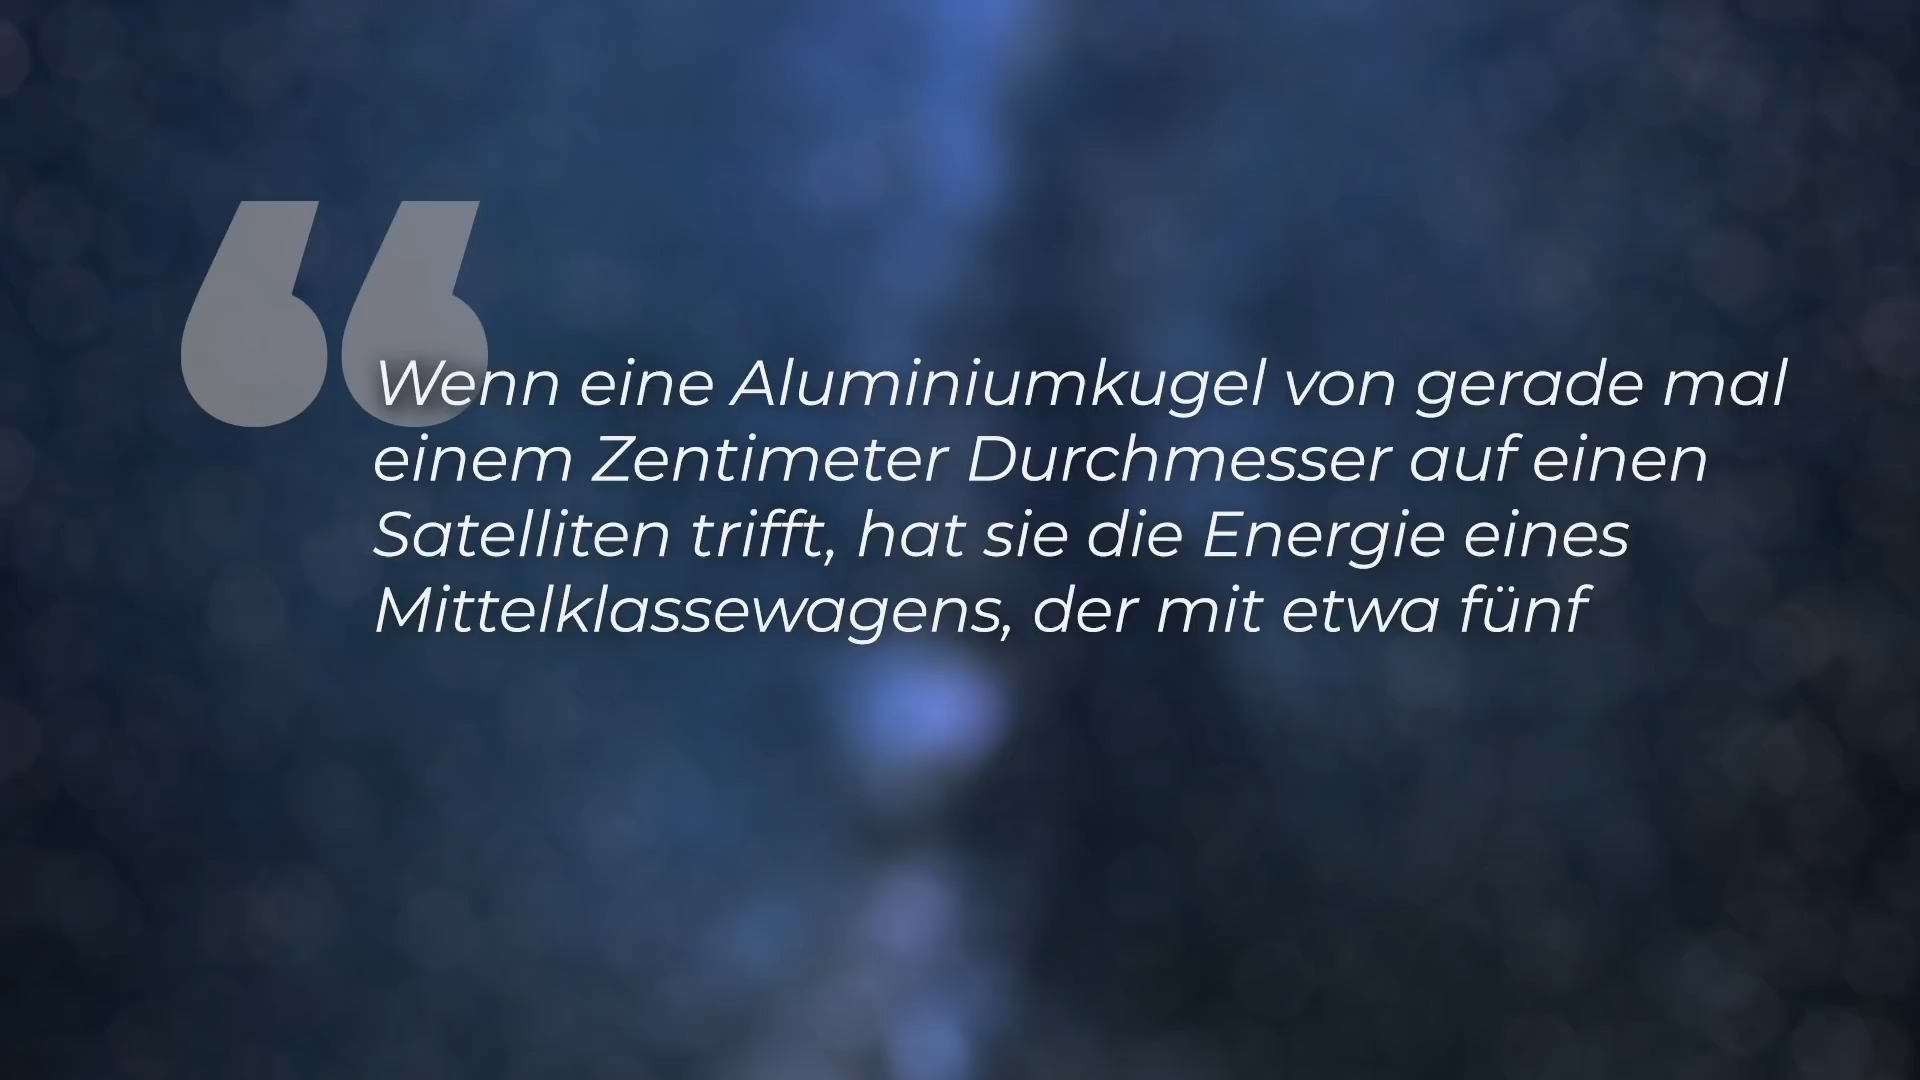 “
Wenn eine Aluminiumkugel von gerade mal
einem Zentimeter Durchmesser auf einen
Satelliten trifft, hat sie die Energie eines
Mittelklassewagens, der mit etwa fünf